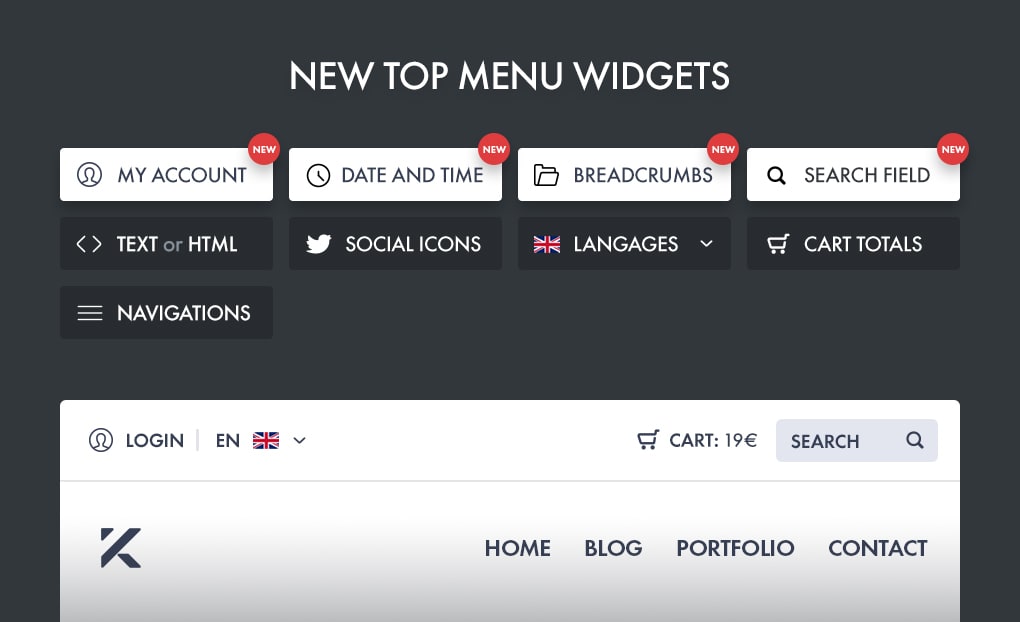 NEW TOP MENU WIDGETS
NEW NEW NEW NEW
MY ACCOUNT DATE AND TIME BREADCRUMBS SEARCH FIELD
TEXT or HTML SOCIAL ICONS LANGAGES CART TOTALS
NAVIGATIONS
LOGIN EN CART: 19€ SEARCH
HOME BLOG PORTFOLIO CONTACT